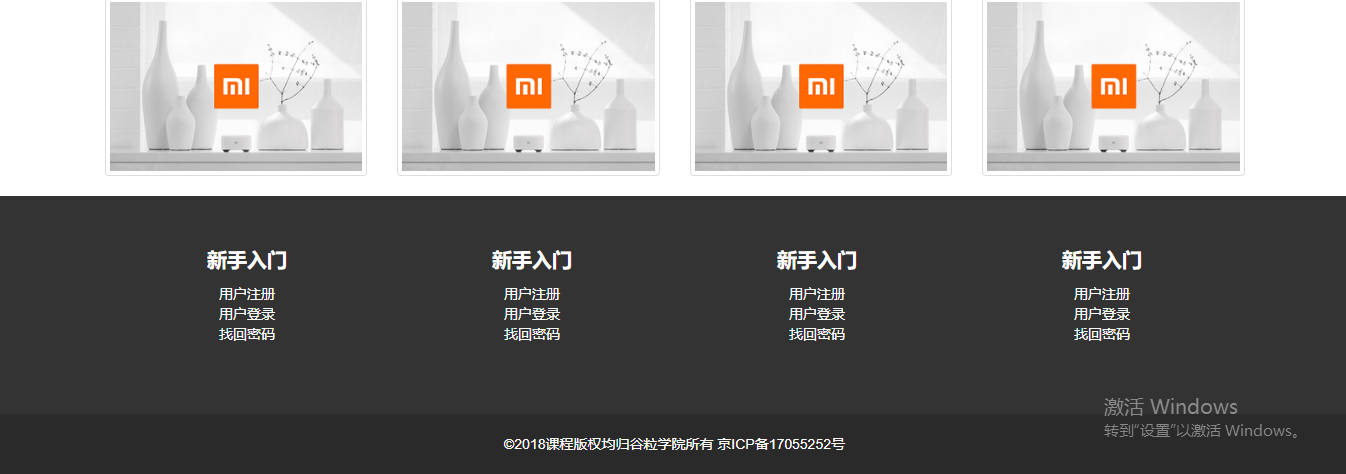 mi mi mi mi
新手入门 新手入门 新手入门 新手入门
用户注册 用户注册 用户注册 用户注册
用户登录 用户登录 用户登录 用户登录
找回密码 找回密码 找回密码 找回密码
激活 Windows
转到“设置”以激活 Windows。
©2018课程版权均归谷粒学院所有 京ICP备17055252号